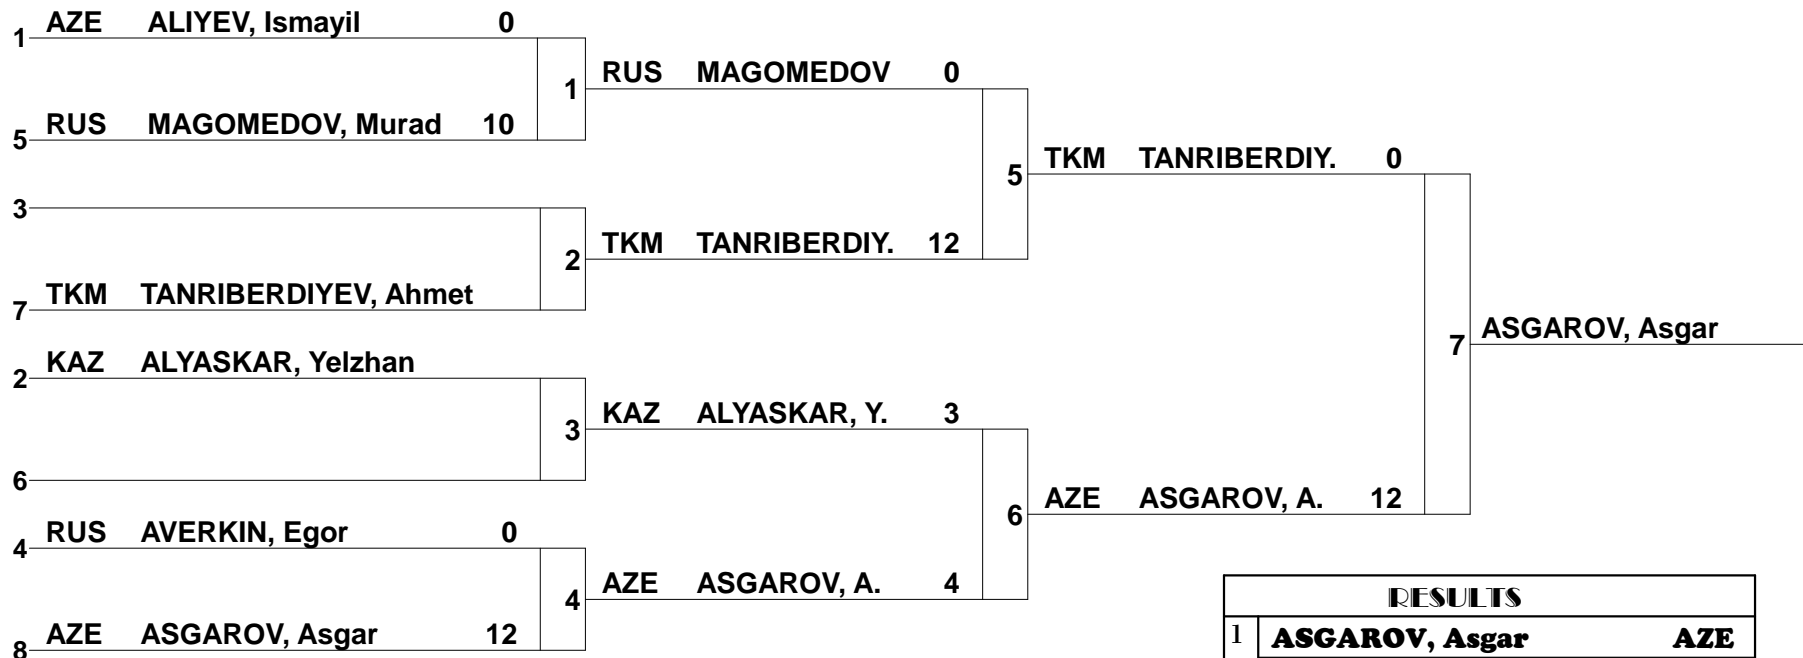 1 AZE ALIYEV, Ismayil 0
5 RUS MAGOMEDOV, Murad 10
3
7 TKM TANRIBERDIYEV, Ahmet
2 KAZ ALYASKAR, Yelzhan
6
4 RUS AVERKIN, Egor 0
8 AZE ASGAROV, Asgar 12
1 RUS MAGOMEDOV 0
2 TKM TANRIBERDIY. 12
3 KAZ ALYASKAR, Y. 3
4 AZE ASGAROV, A. 4
5 TKM TANRIBERDIY. 0
6 AZE ASGAROV, A. 12
7 ASGAROV, Asgar
RESULTS
1 ASGAROV, Asgar AZE